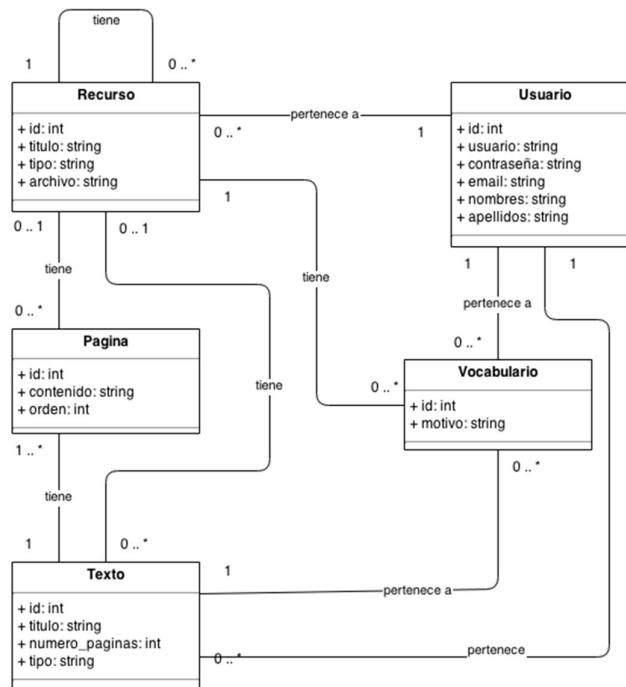 tiene
1
0 .. *
Recurso
+ id: int
+ titulo: string
+ tipo: string
+ archivo: string
pertenece a
0 .. *
1
Usuario
+ id: int
+ usuario: string
+ contraseña: string
+ email: string
+ nombres: string
+ apellidos: string
1
0 .. 1
0 .. 1
tiene
tiene
1
1
pertenece a
0 .. *
0 .. *
Pagina
+ id: int
+ contenido: string
+ orden: int
tiene
0 .. *
Vocabulario
+ id: int
+ motivo: string
1 .. *
0 .. *
tiene
1
0 .. *
1
pertenece a
Texto
+ id: int
+ titulo: string
+ numero_paginas: int
+ tipo: string
0 .. *
pertenece